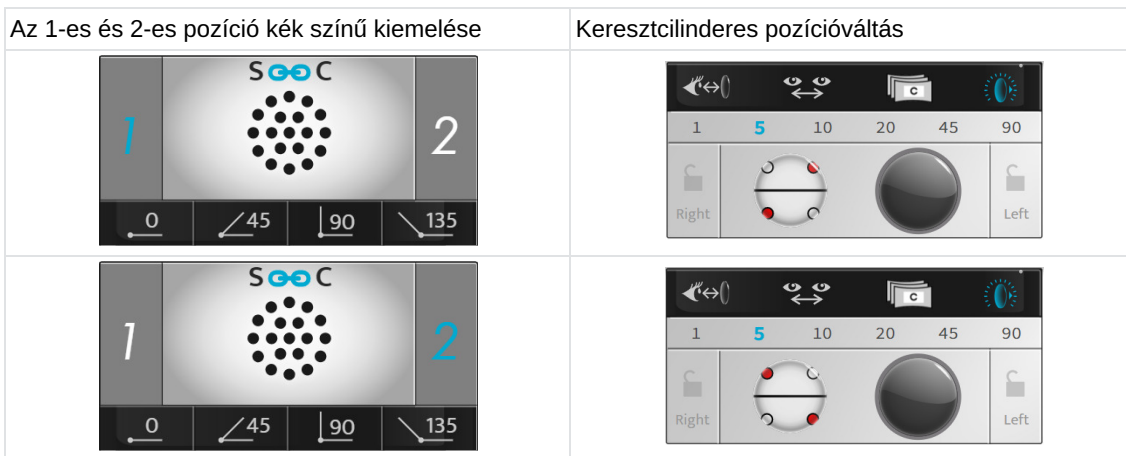 Az 1-es és 2-es pozíció kék színű kiemelése
Keresztcilinderes pozícióváltás
S C
1
2
0 45 90 135
C
1 5 10 20 45 90
Right
Left
S C
1
2
0 45 90 135
C
1 5 10 20 45 90
Right
Left